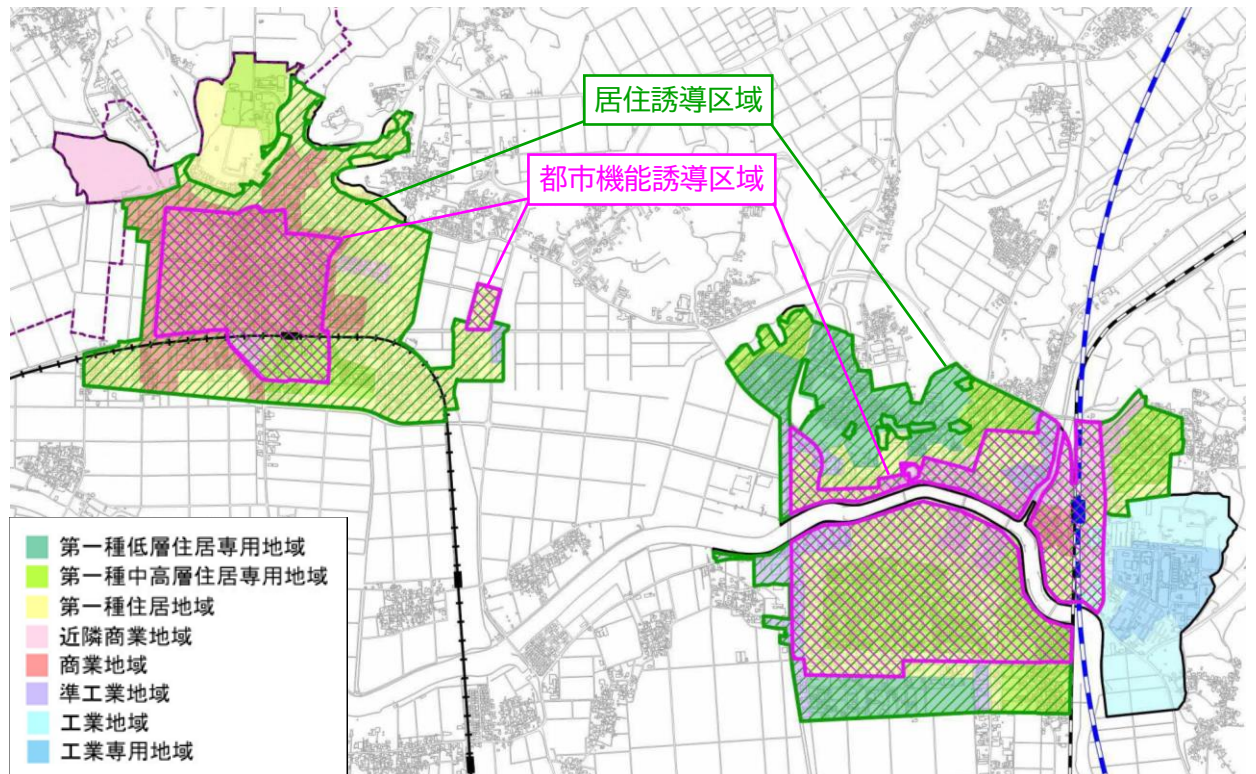 居住誘導区域
都市機能誘導区域
第一種低層住居専用地域
第一種中高層住居専用地域
第一種住居地域
近隣商業地域
商業地域
準工業地域
工業地域
工業専用地域